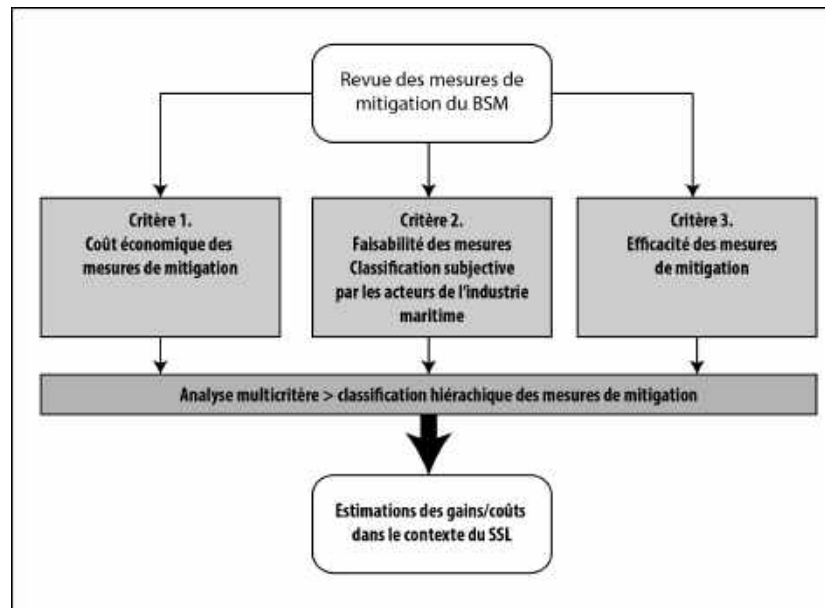 Revue des mesures de
mitigation du BSM
Critère 1.
Coût économique des
mesures de mitigation
Critère 2.
Faisabilité des mesures
Classification subjective
par les acteurs de l'industrie
maritime
Critère 3.
Efficacité des mesures
de mitigation
Analyse multicritère > classification hiérachique des mesures de mitigation
Estimations des gains/coûts
dans le contexte du SSL